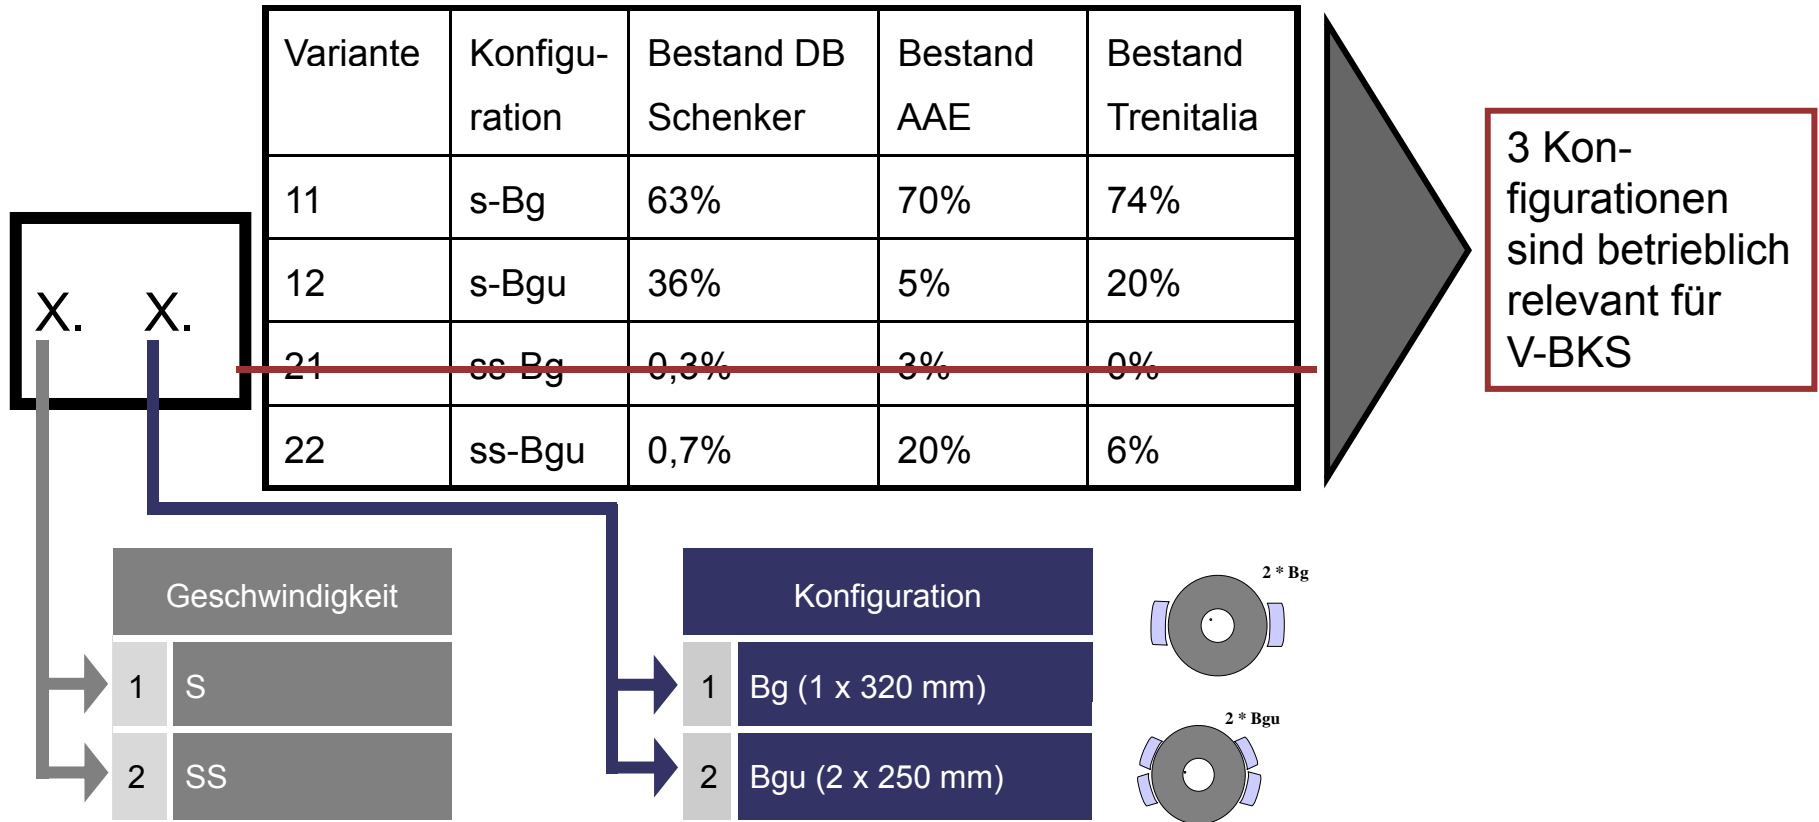 Variante Konfigu- Bestand DB Bestand Bestand
ration Schenker AAE Trenitalia
11 s-Bg 63% 70% 74%
12 s-Bgu 36% 5% 20%
21 ss-Bg 0,3% 3% 0%
22 ss-Bgu 0,7% 20% 6%
X. X.
3 Kon-
figurationen
sind betrieblich
relevant für
V-BKS
Geschwindigkeit
1 S
2 SS
Konfiguration
1 Bg (1 x 320 mm)
2 Bgu (2 x 250 mm)
2 * Bg
2 * Bgu